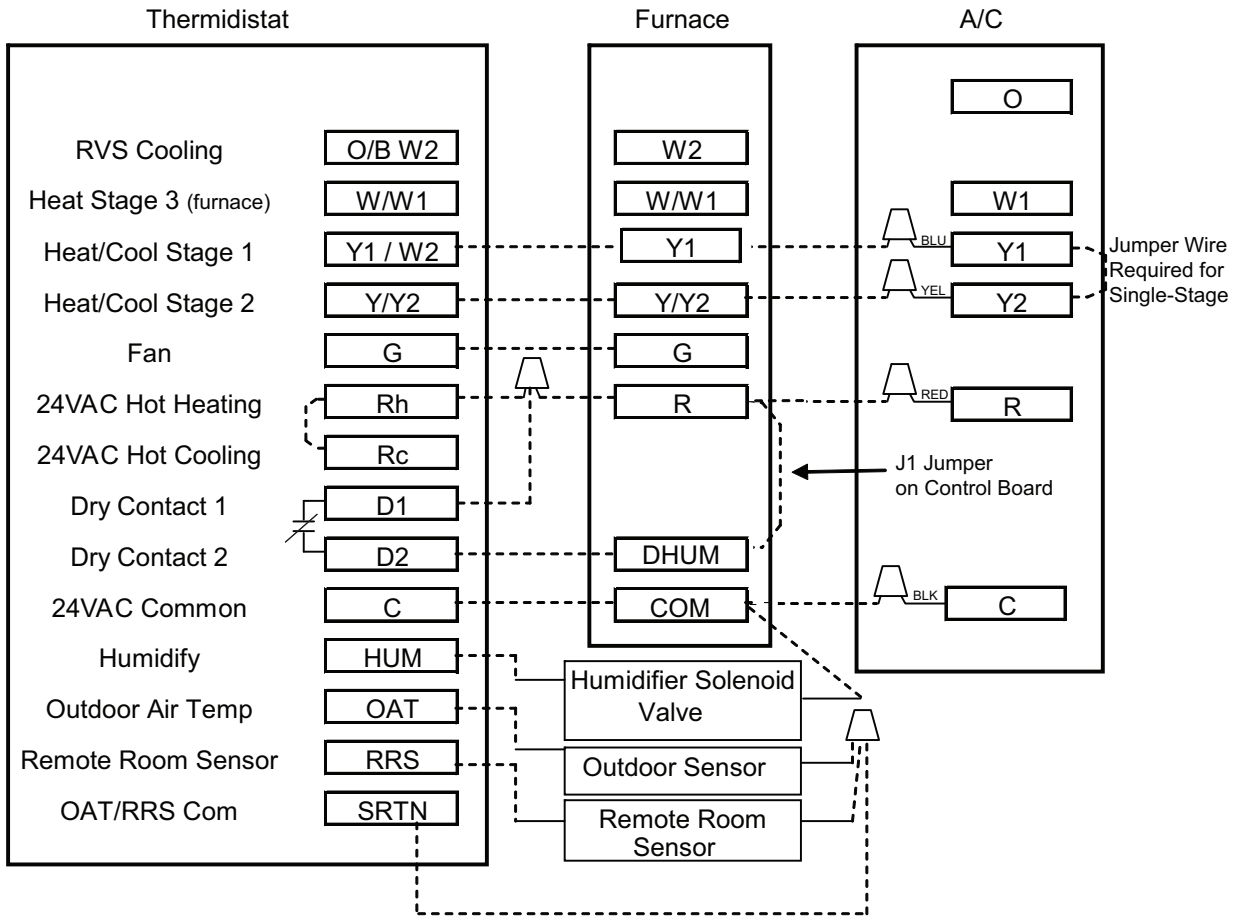 Thermidistat Furnace A/C
O
RVS Cooling O/B W2 W2
Heat Stage 3 (furnace) W/W1 W/W1 W1
Heat/Cool Stage 1 Y1 / W2 Y1 BLU Y1
Jumper Wire
Required for
Single-Stage
Heat/Cool Stage 2 Y/Y2 Y/Y2 YEL Y2
Fan G G
24VAC Hot Heating Rh R RED R
24VAC Hot Cooling Rc
J1 Jumper
on Control Board
Dry Contact 1 D1
Dry Contact 2 D2 DHUM
24VAC Common C COM BLK C
Humidify HUM
Humidifier Solenoid
Valve
Outdoor Air Temp OAT
Outdoor Sensor
Remote Room Sensor RRS
Remote Room
Sensor
OAT/RRS Com SRTN